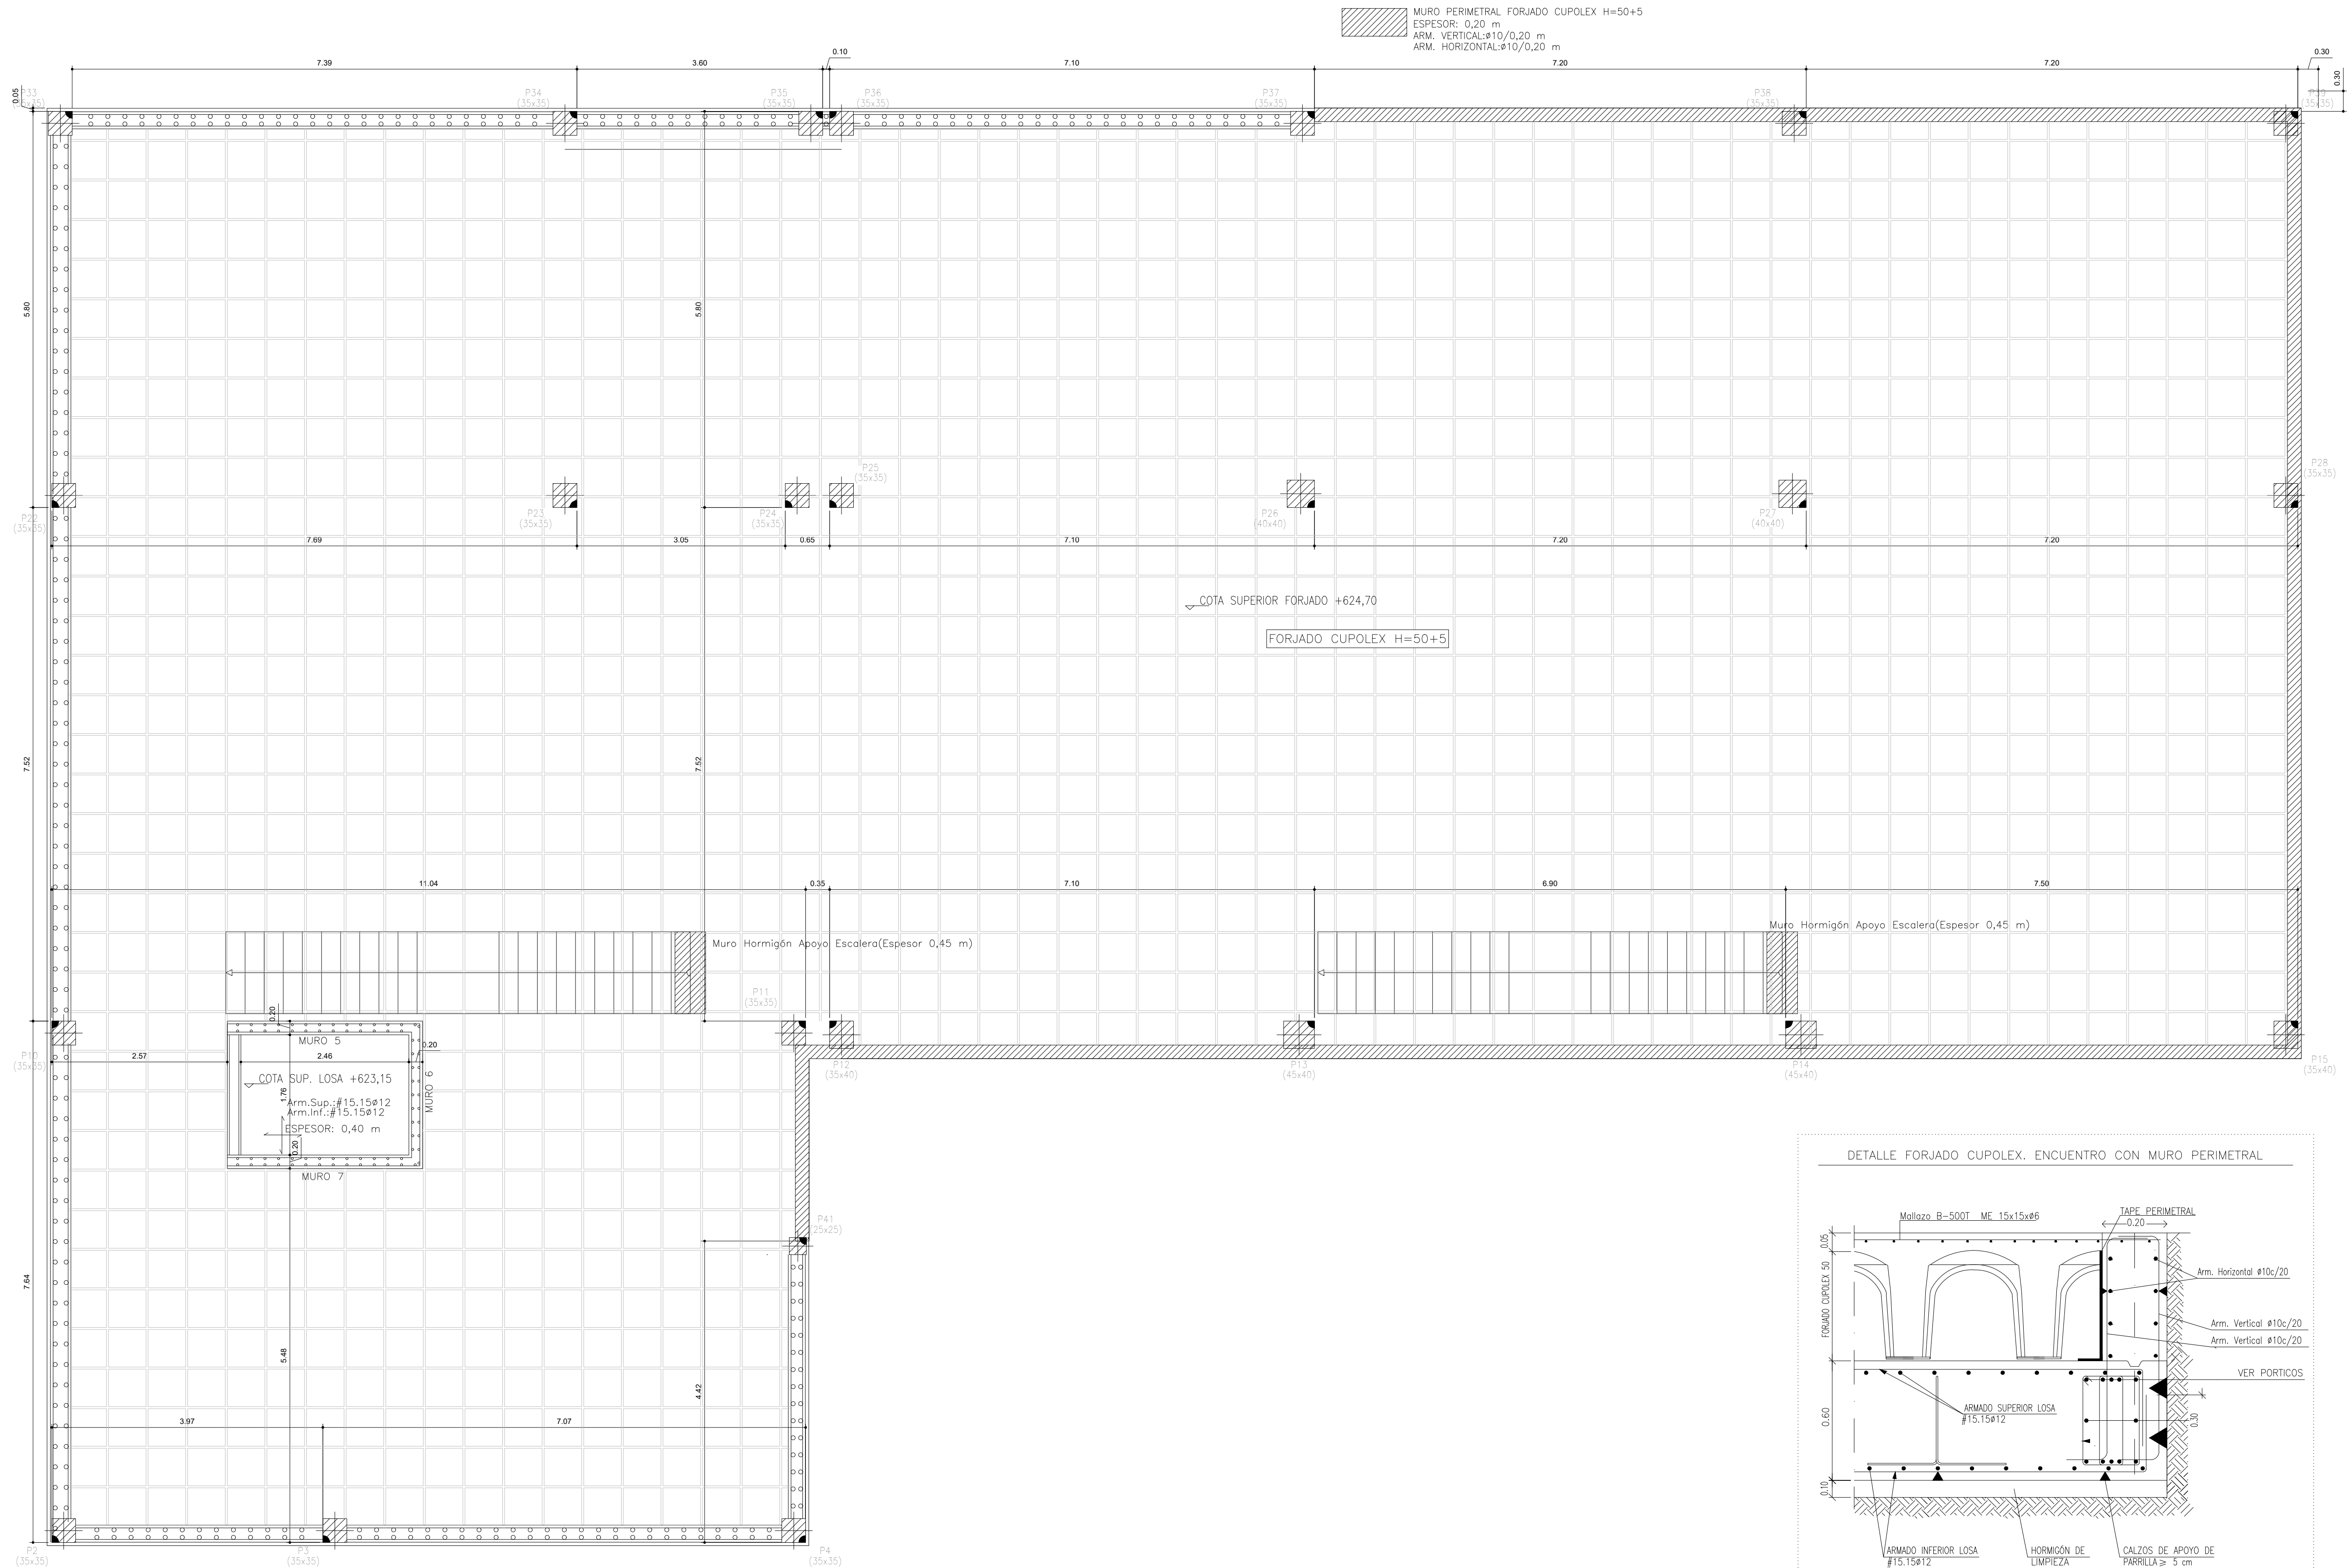 MURO PERIMETRAL FORJADO CUPOLEX H=50+5
ESPESOR: 0,20 m
ARM. VERTICAL:ø10/0,20 m
ARM. HORIZONTAL:ø10/0,20 m
7.39
3.60
0.10
7.10
7.20
7.20
0.30
0.30
0.05
P33
(35x35)
P34
(35x35)
P35
(35x35)
P36
(35x35)
P37
(35x35)
P38
(35x35)
P39
(35x35)
5.80
5.80
P22
(35x35)
P23
(35x35)
P24
(35x35)
P25
(35x35)
P26
(40x40)
P27
(40x40)
P28
(35x35)
7.69
3.05
0.65
7.10
7.20
7.20
COTA SUPERIOR FORJADO +624,70
FORJADO CUPOLEX H=50+5
7.52
7.52
11.04
0.35
7.10
6.90
7.50
Muro Hormigón Apoyo Escalera(Espesor 0,45 m)
Muro Hormigón Apoyo Escalera(Espesor 0,45 m)
P10
(35x35)
P11
(35x35)
P12
(35x40)
P13
(45x40)
P14
(45x40)
P15
(35x40)
0.20
MURO 5
0.20
2.57
2.46
COTA SUP. LOSA +623,15
1.76
Arm.Sup.:#15.15ø12
Arm.Inf.:#15.15ø12
ESPESOR: 0,40 m
0.20
MURO 6
MURO 7
P41
(25x25)
7.64
5.48
4.42
3.97
7.07
P2
(35x35)
P3
(35x35)
P4
(35x35)
DETALLE FORJADO CUPOLEX. ENCUENTRO CON MURO PERIMETRAL
Mallazo B-500T ME 15x15xø6
TAPE PERIMETRAL
0.20
0.05
FORJADO CUPOLEX 50
Arm. Horizontal ø10c/20
Arm. Vertical ø10c/20
Arm. Vertical ø10c/20
VER PORTICOS
0.60
ARMADO SUPERIOR LOSA
#15.15ø12
0.30
0.10
ARMADO INFERIOR LOSA
#15.15ø12
HORMIGÓN DE
LIMPIEZA
CALZOS DE APOYO DE
PARRILLA ≥ 5 cm